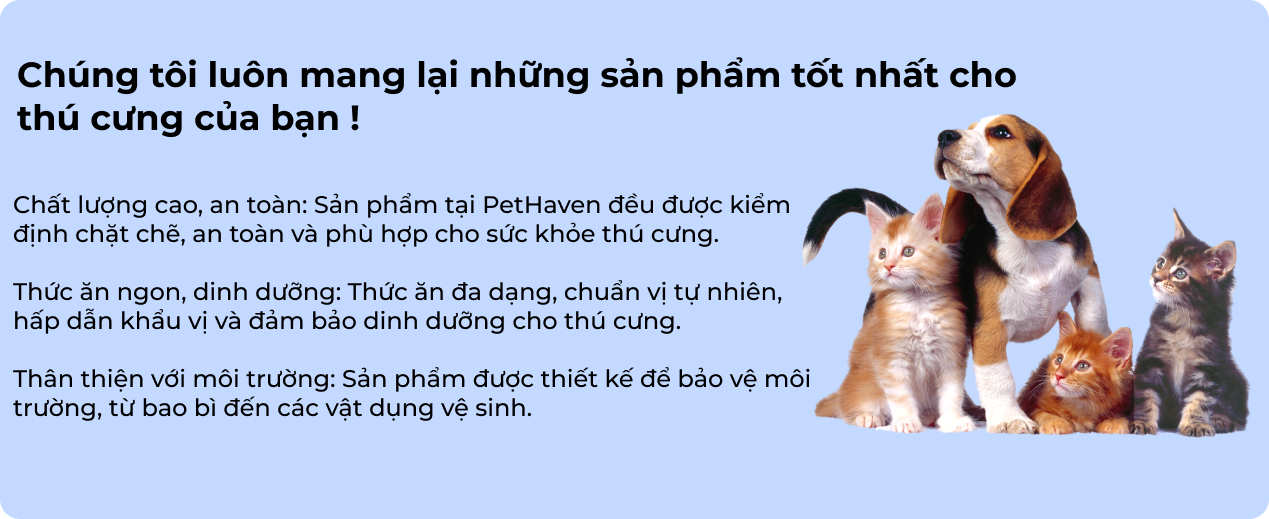 Chúng tôi luôn mang lại những sản phẩm tốt nhất cho
thú cưng của bạn !
Chất lượng cao, an toàn: Sản phẩm tại PetHaven đều được kiểm
định chặt chẽ, an toàn và phù hợp cho sức khỏe thú cưng.
Thức ăn ngon, dinh dưỡng: Thức ăn đa dạng, chuẩn vị tự nhiên,
hấp dẫn khẩu vị và đảm bảo dinh dưỡng cho thú cưng.
Thân thiện với môi trường: Sản phẩm được thiết kế để bảo vệ môi
trường, từ bao bì đến các vật dụng vệ sinh.